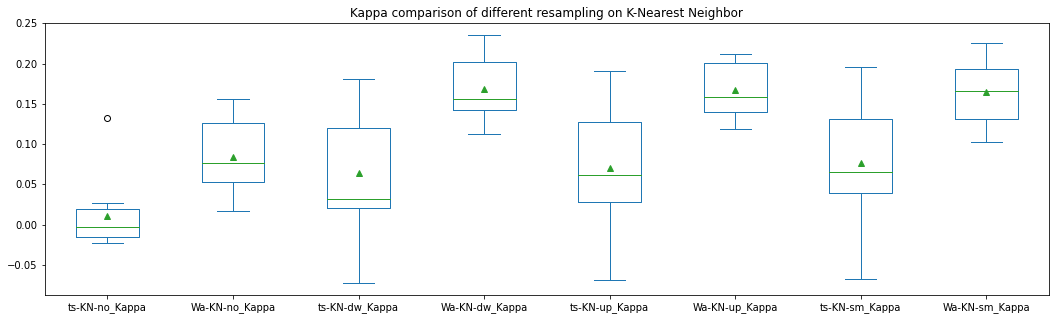 Kappa comparison of different resampling on K-Nearest Neighbor
0.25
0.20
0.15
0.10
0.05
0.00
−0.05
ts-KN-no_Kappa
Wa-KN-no_Kappa
ts-KN-dw_Kappa
Wa-KN-dw_Kappa
ts-KN-up_Kappa
Wa-KN-up_Kappa
ts-KN-sm_Kappa
Wa-KN-sm_Kappa